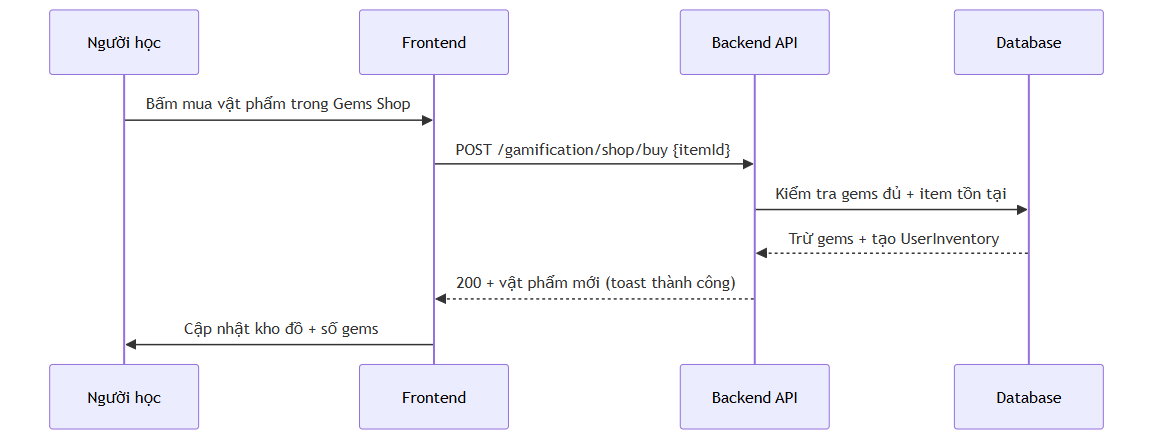 Người học
Frontend
Backend API
Database
Bấm mua vật phẩm trong Gems Shop
POST /gamification/shop/buy {itemId}
Kiểm tra gems đủ + item tồn tại
Trừ gems + tạo UserInventory
200 + vật phẩm mới (toast thành công)
Cập nhật kho đồ + số gems
Người học
Frontend
Backend API
Database